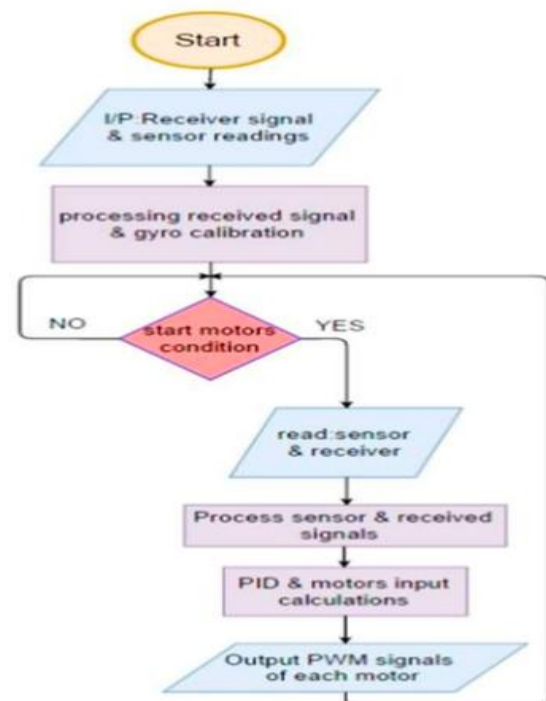 Start
I/P:Receiver signal
& sensor readings
processing received signal
& gyro calibration
NO
YES
start motors
condition
read:sensor
& receiver
Process sensor & received
signals
PID & motors input
calculations
Output PWM signals
of each motor